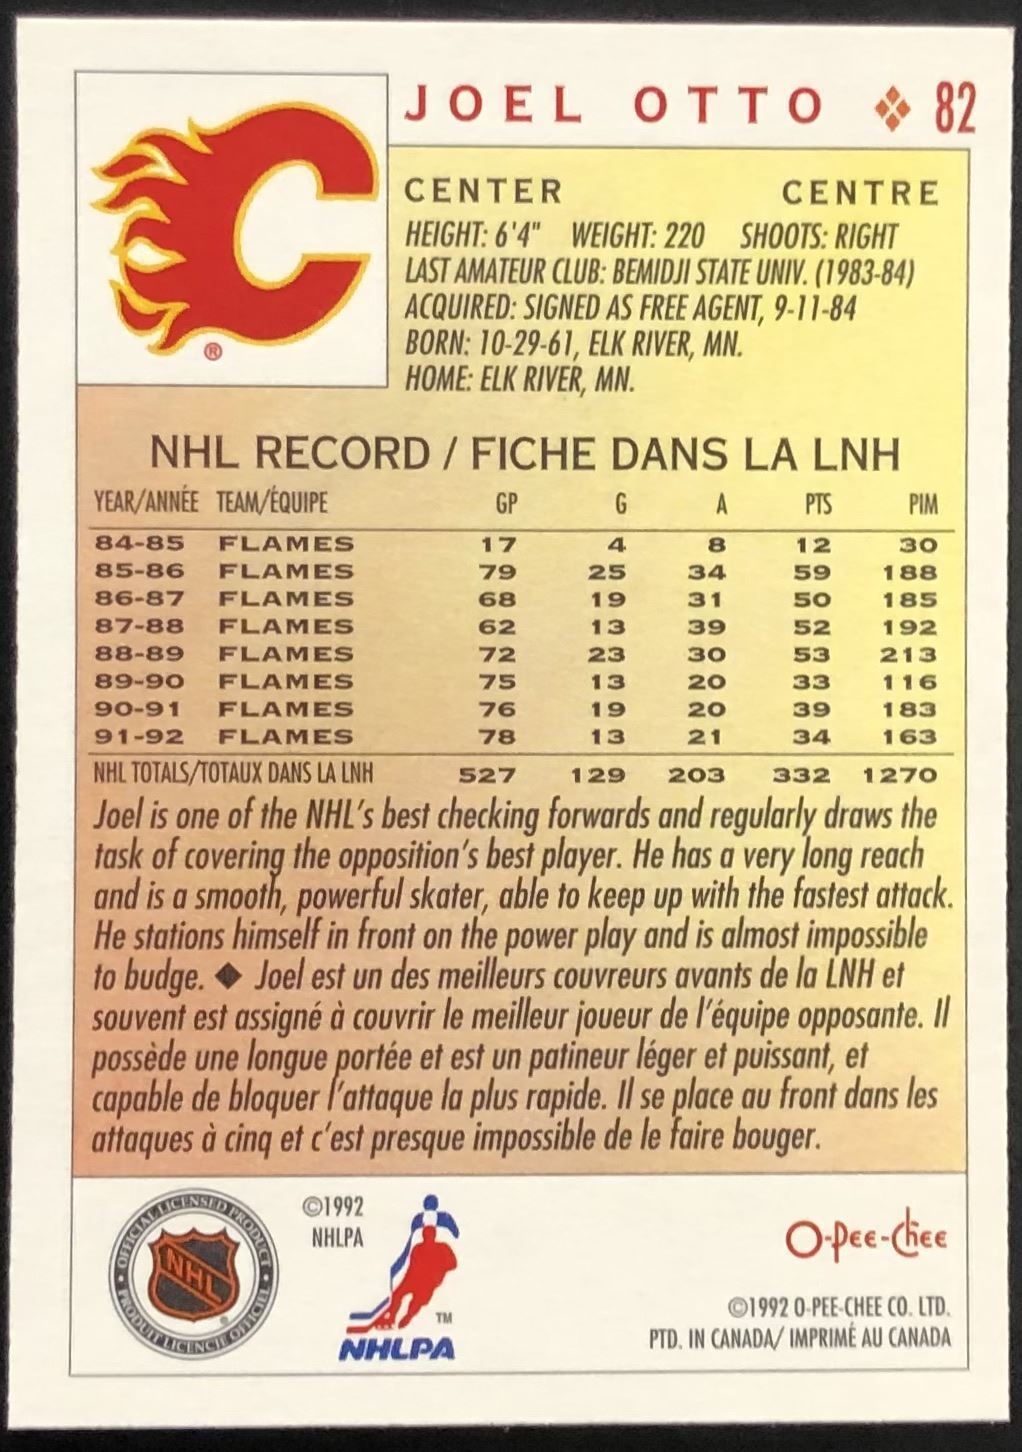 JOEL OTTO 82
CENTER CENTRE
HEIGHT: 6'4" WEIGHT: 220 SHOOTS: RIGHT
LAST AMATEUR CLUB: BEMIDJI STATE UNIV. (1983-84)
ACQUIRED: SIGNED AS FREE AGENT, 9-11-84
BORN: 10-29-61, ELK RIVER, MN.
HOME: ELK RIVER, MN.
C
®
NHL RECORD / FICHE DANS LA LNH
YEAR/ANNÉE TEAM/ÉQUIPE GP G A PTS PIM
84-85 FLAMES 17 4 8 12 30
85-86 FLAMES 79 25 34 59 188
86-87 FLAMES 68 19 31 50 185
87-88 FLAMES 62 13 39 52 192
88-89 FLAMES 72 23 30 53 213
89-90 FLAMES 75 13 20 33 116
90-91 FLAMES 76 19 20 39 183
91-92 FLAMES 78 13 21 34 163
NHL TOTALS/TOTAUX DANS LA LNH 527 129 203 332 1270
Joel is one of the NHL's best checking forwards and regularly draws the
task of covering the opposition's best player. He has a very long reach
and is a smooth, powerful skater, able to keep up with the fastest attack.
He stations himself in front on the power play and is almost impossible
to budge. ◆ Joel est un des meilleurs couvreurs avants de la LNH et
souvent est assigné à couvrir le meilleur joueur de l'équipe opposante. Il
possède une longue portée et est un patineur léger et puissant, et
capable de bloquer l'attaque la plus rapide. Il se place au front dans les
attaques à cinq et c'est presque impossible de le faire bouger.
OFFICIAL LICENSED PRODUCT
NHL
PRODUIT LICENCIÉ OFFICIEL
©1992
NHLPA
TM
NHLPA
O-Pee-Chee
©1992 O-PEE-CHEE CO. LTD.
PTD. IN CANADA/ IMPRIMÉ AU CANADA